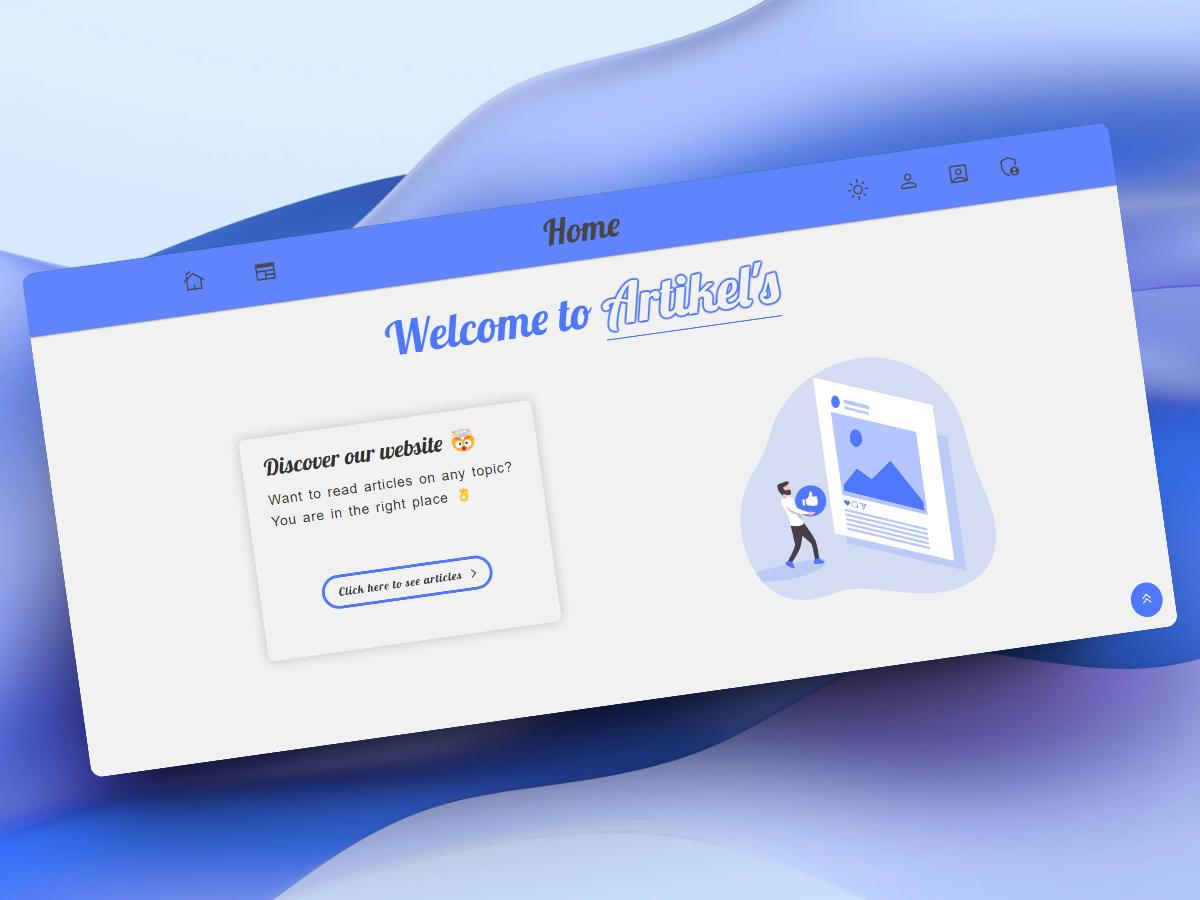 Home
Welcome to Artikel's
Discover our website 🤯
Want to read articles on any topic?
You are in the right place 👌
Click here to see articles